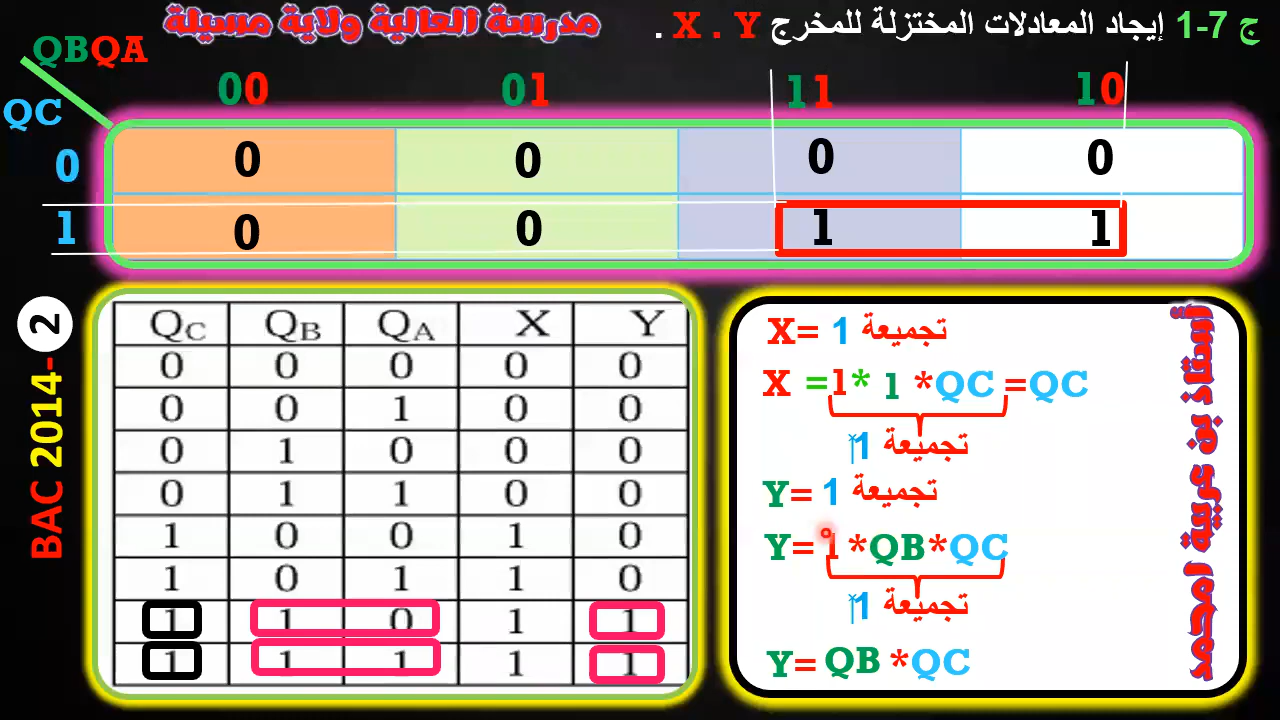 ج 7-1 إيجاد المعادلات المختزلة للمخرج X . Y .
مدرسة العالية ولاية مسيلة
QBQA
QC
00 01 11 10
0 0 0 0 0
1 0 0 1 1
BAC 2014- 2
QC QB QA X Y
0 0 0 0 0
0 0 1 0 0
0 1 0 0 0
0 1 1 0 0
1 0 0 1 0
1 0 1 1 0
1 1 0 1 1
1 1 1 1 1
X= 1 تجميعة
X =1* 1 *QC =QC
تجميعة 1
Y= 1 تجميعة
Y= 1 *QB*QC
تجميعة 1
Y= QB *QC
أستاذ بن عربية امحمد